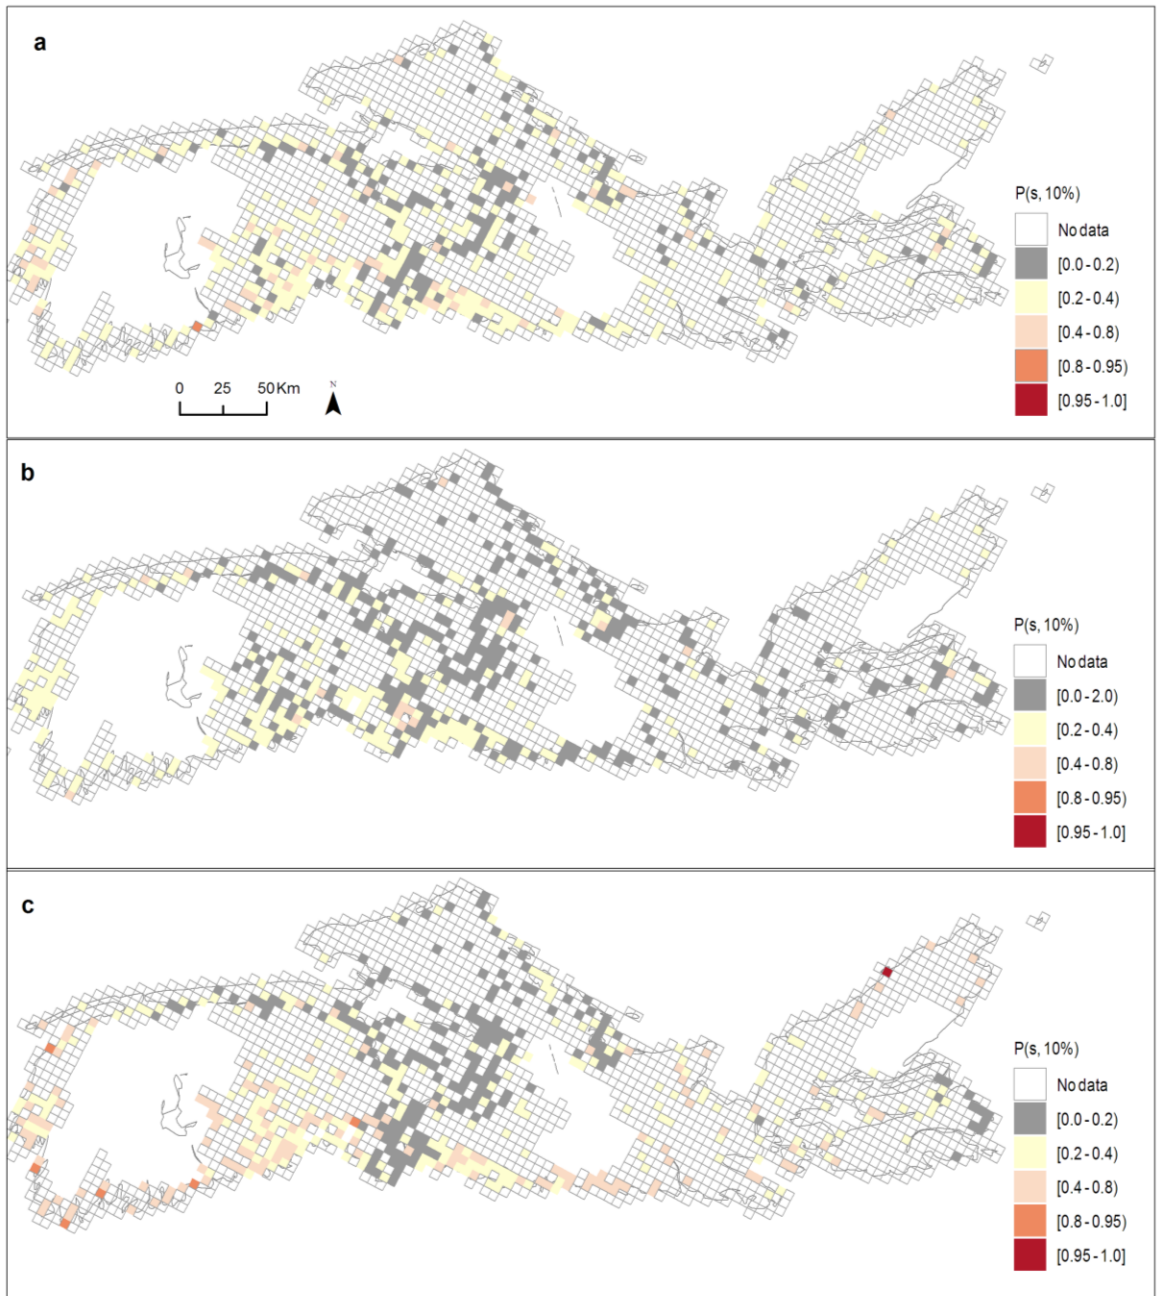 a
P(s, 10%)
No data
[0.0 - 0.2)
[0.2 - 0.4)
[0.4 - 0.8)
[0.8 - 0.95)
[0.95 - 1.0]
0 25 50 Km
N
b
P(s, 10%)
No data
[0.0 - 2.0)
[0.2 - 0.4)
[0.4 - 0.8)
[0.8 - 0.95)
[0.95 - 1.0]
c
P(s, 10%)
No data
[0.0 - 0.2)
[0.2 - 0.4)
[0.4 - 0.8)
[0.8 - 0.95)
[0.95 - 1.0]